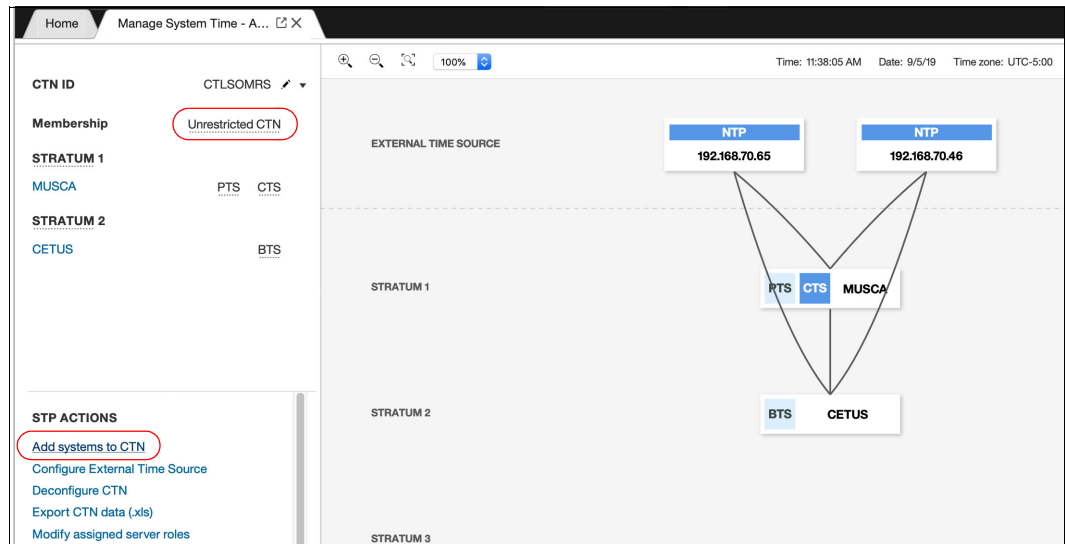 Home
Manage System Time - A...
CTN ID CTLSOMRS
Membership Unrestricted CTN
STRATUM 1
MUSCA PTS CTS
STRATUM 2
CETUS BTS
STP ACTIONS
Add systems to CTN
Configure External Time Source
Deconfigure CTN
Export CTN data (.xls)
Modify assigned server roles
100%
Time: 11:38:05 AM Date: 9/5/19 Time zone: UTC-5:00
EXTERNAL TIME SOURCE
NTP
192.168.70.65
NTP
192.168.70.46
STRATUM 1
PTS CTS MUSCA
STRATUM 2
BTS CETUS
STRATUM 3